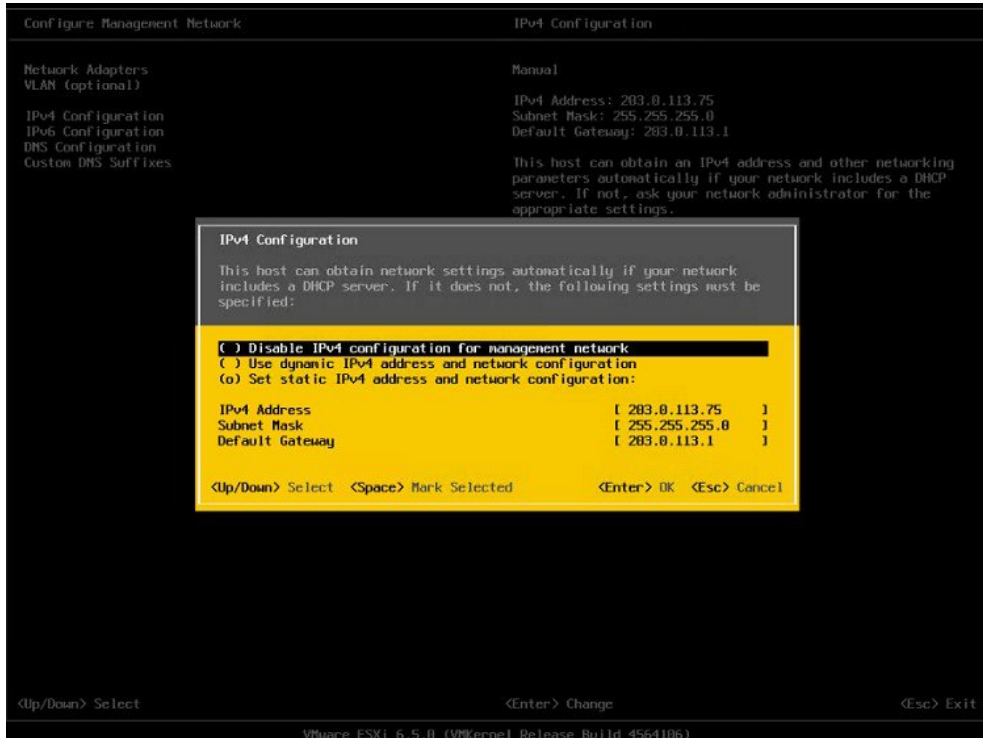 Configure Management Network
IPv4 Configuration
Network Adapters
VLAN (optional)
IPv4 Configuration
IPv6 Configuration
DNS Configuration
Custom DNS Suffixes
Manual
IPv4 Address: 203.0.113.75
Subnet Mask: 255.255.255.0
Default Gateway: 203.0.113.1
This host can obtain an IPv4 address and other networking
parameters automatically if your network includes a DHCP
server. If not, ask your network administrator for the
appropriate settings.
IPv4 Configuration
This host can obtain network settings automatically if your network
includes a DHCP server. If it does not, the following settings must be
specified:
( ) Disable IPv4 configuration for management network
( ) Use dynamic IPv4 address and network configuration
(o) Set static IPv4 address and network configuration:
IPv4 Address [ 203.0.113.75 ]
Subnet Mask [ 255.255.255.0 ]
Default Gateway [ 203.0.113.1 ]
<Up/Down> Select <Space> Mark Selected <Enter> OK <Esc> Cancel
<Up/Down> Select <Enter> Change <Esc> Exit
VMware ESXi 6.5.0 (VMKernel Release Build 4564106)